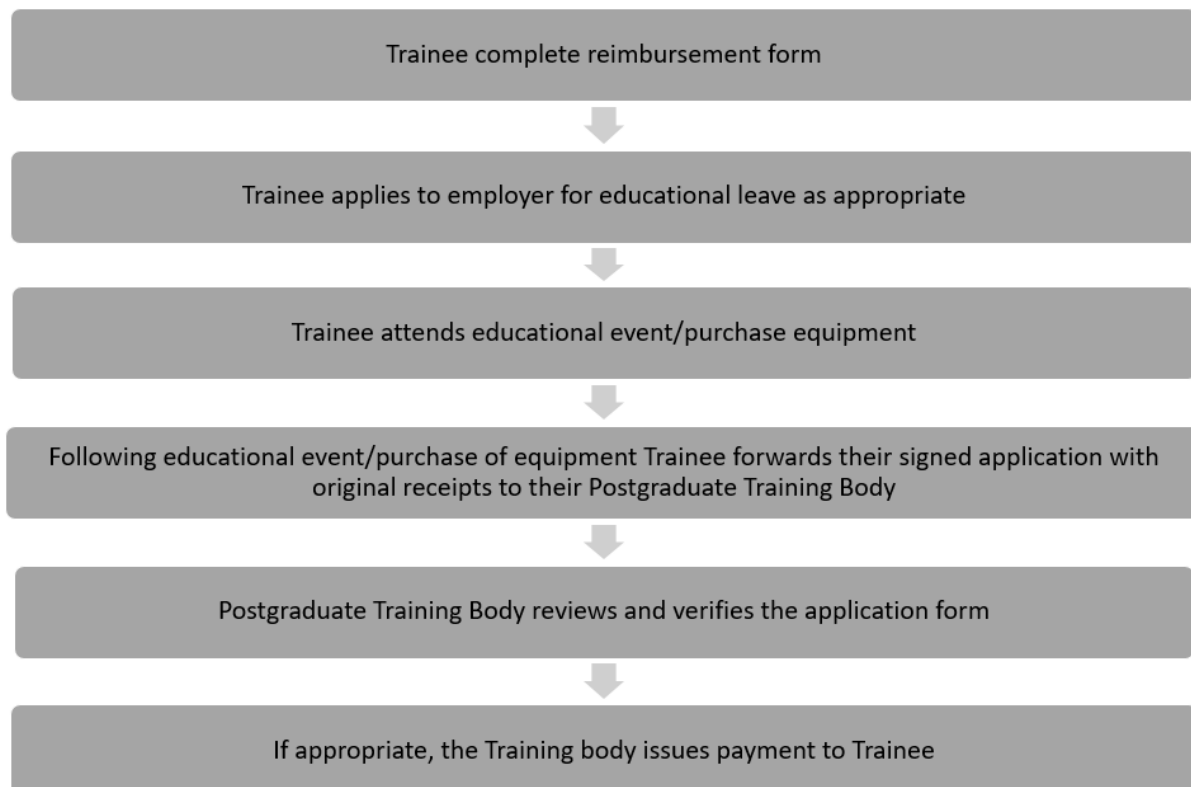 Trainee complete reimbursement form
Trainee applies to employer for educational leave as appropriate
Trainee attends educational event/purchase equipment
Following educational event/purchase of equipment Trainee forwards their signed application with
original receipts to their Postgraduate Training Body
Postgraduate Training Body reviews and verifies the application form
If appropriate, the Training body issues payment to Trainee